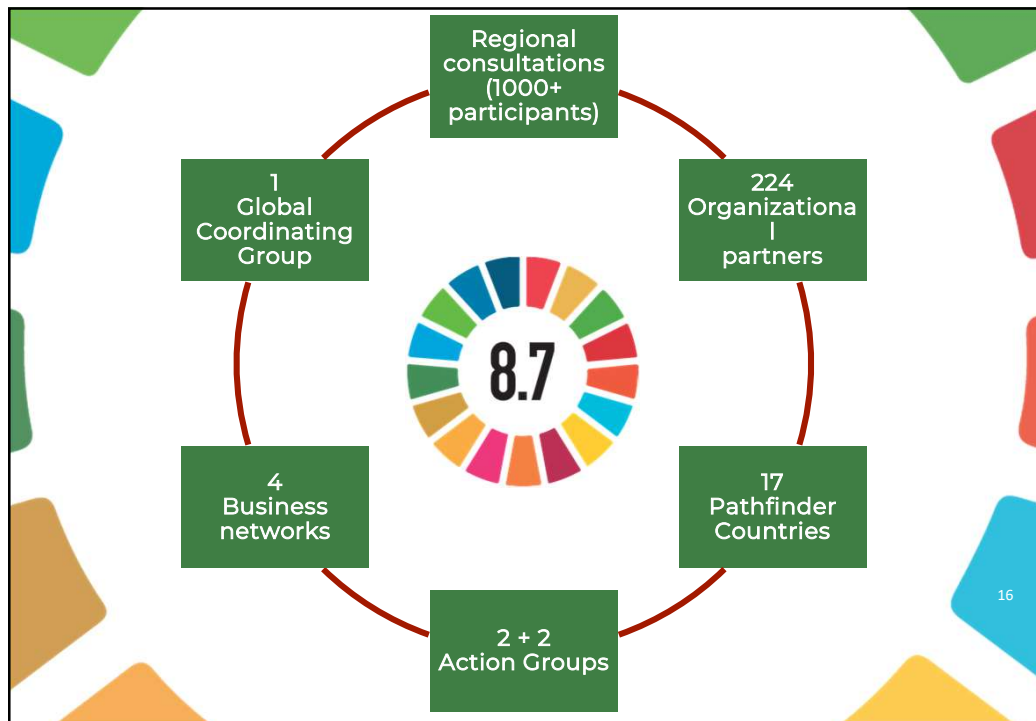 Regional
consultations
(1000+
participants)
1
Global
Coordinating
Group
224
Organizationa
l
partners
8.7
4
Business
networks
17
Pathfinder
Countries
2 + 2
Action Groups
16